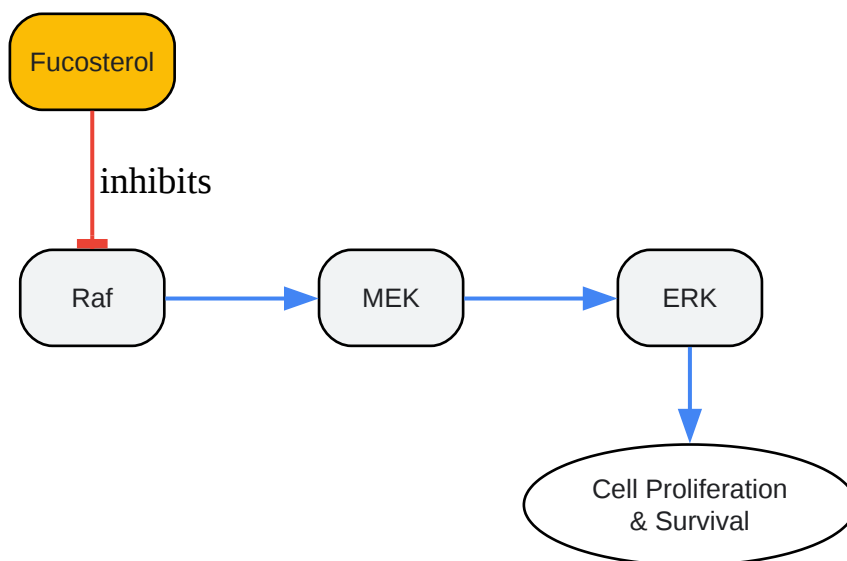 Fucosterol
inhibits
Raf
MEK
ERK
Cell Proliferation
& Survival